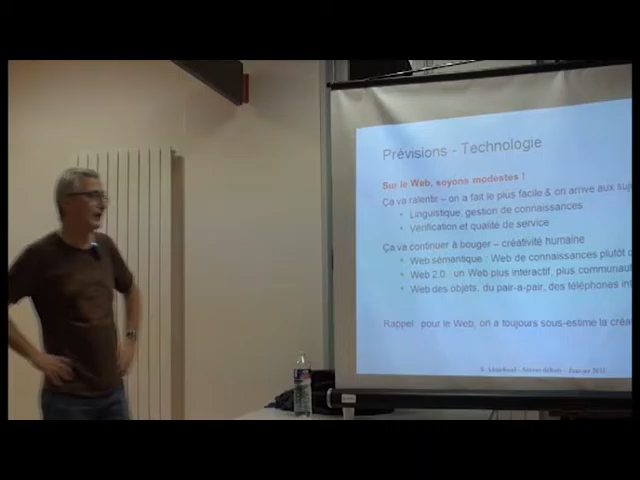 Prévisions - Technologie
Sur le Web, soyons modestes !
Ça va ralentir – on a fait le plus facile & on arrive aux suj
• Linguistique, gestion de connaissances
• Vérification et qualité de service
Ça va continuer à bouger – créativité humaine
• Web sémantique : Web de connaissances plutôt
• Web 2.0 : un Web plus interactif, plus communauta
• Web des objets, du pair-a-pair, des téléphones in
Rappel : pour le Web, on a toujours sous-estimé la créa